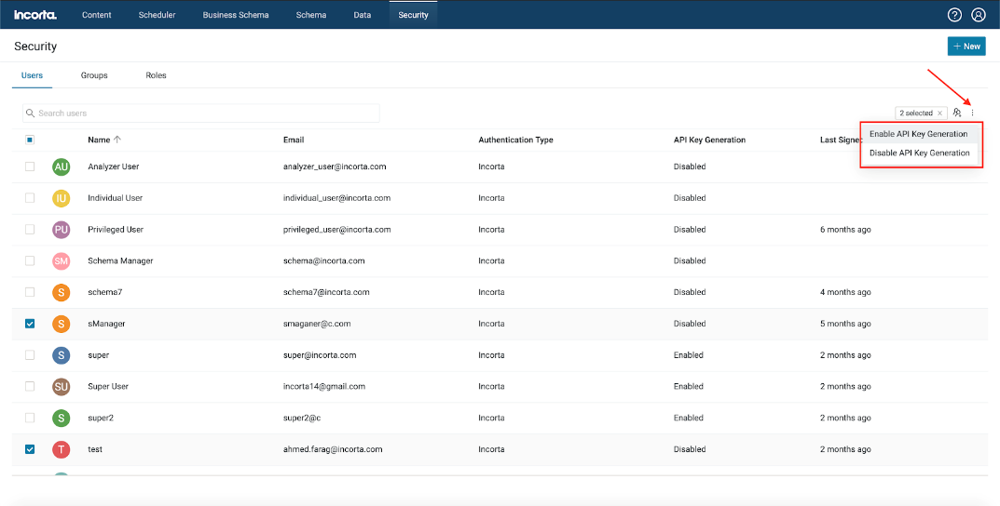 Incorta. Content Scheduler Business Schema Schema Data Security ?
Security + New
Users Groups Roles
Search users 2 selected ×
Enable API Key Generation
Name Email Authentication Type API Key Generation Last Signe
Disable API Key Generation
AU Analyzer User analyzer_user@incorta.com Incorta Disabled
IU Individual User individual_user@incorta.com Incorta Disabled
PU Privileged User privileged_user@incorta.com Incorta Disabled 6 months ago
SM Schema Manager schema@incorta.com Incorta Disabled
S schema7 schema7@incorta.com Incorta Disabled 4 months ago
S sManager smaganer@c.com Incorta Disabled 5 months ago
S super super@incorta.com Incorta Enabled 2 months ago
SU Super User incorta14@gmail.com Incorta Enabled 2 months ago
S super2 super2@c Incorta Enabled 2 months ago
T test ahmed.farag@incorta.com Incorta Disabled 2 months ago